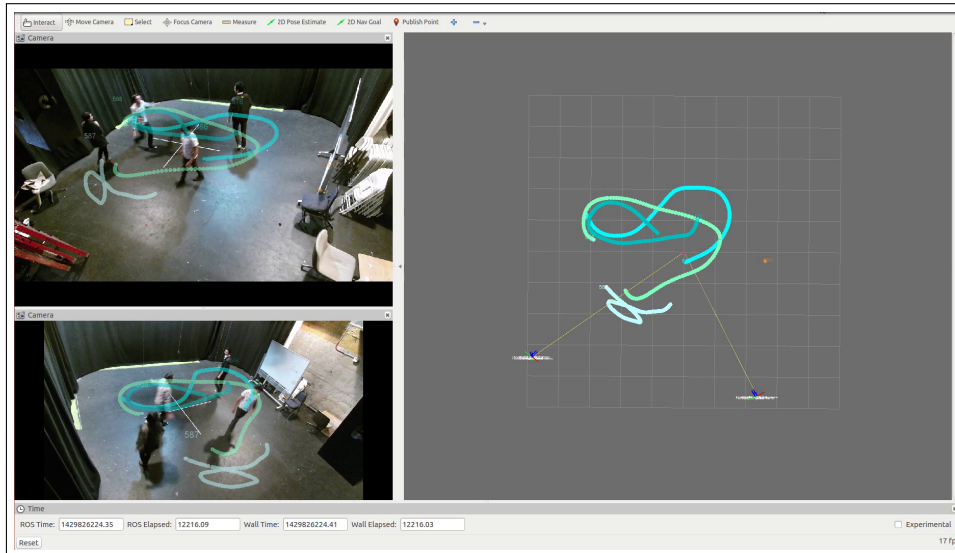 Interact Move Camera Select Focus Camera Measure 2D Pose Estimate 2D Nav Goal Publish Point
Camera
587
Camera
587
Time
ROS Time: 1429826224.35 ROS Elapsed: 12216.09 Wall Time: 1429826224.41 Wall Elapsed: 12216.03 Experimental
Reset 17 fp